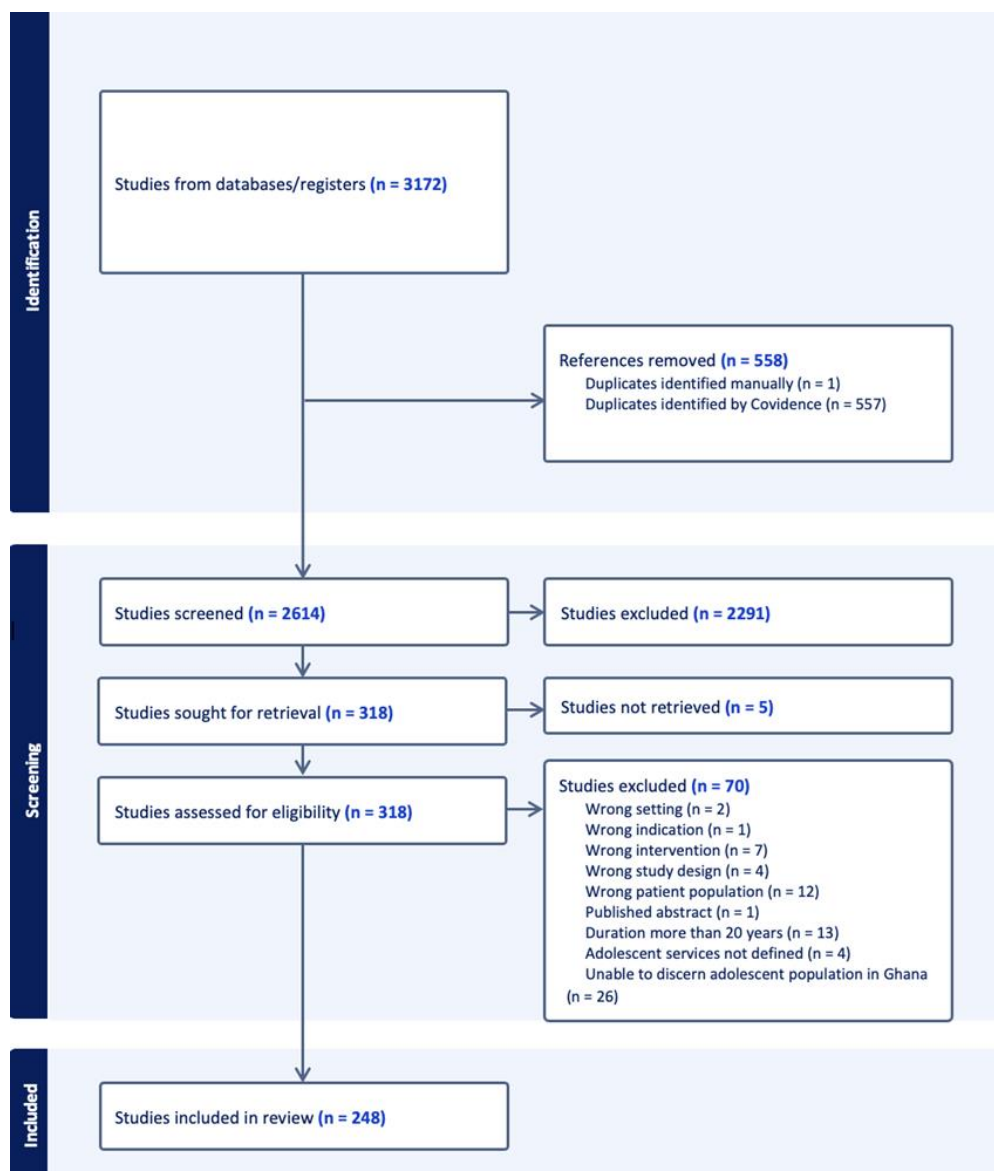 Identification
Studies from databases/registers (n = 3172)
References removed (n = 558)
Duplicates identified manually (n = 1)
Duplicates identified by Covidence (n = 557)
Screening
Studies screened (n = 2614)
Studies excluded (n = 2291)
Studies sought for retrieval (n = 318)
Studies not retrieved (n = 5)
Studies assessed for eligibility (n = 318)
Studies excluded (n = 70)
Wrong setting (n = 2)
Wrong indication (n = 1)
Wrong intervention (n = 7)
Wrong study design (n = 4)
Wrong patient population (n = 12)
Published abstract (n = 1)
Duration more than 20 years (n = 13)
Adolescent services not defined (n = 4)
Unable to discern adolescent population in Ghana
(n = 26)
Included
Studies included in review (n = 248)